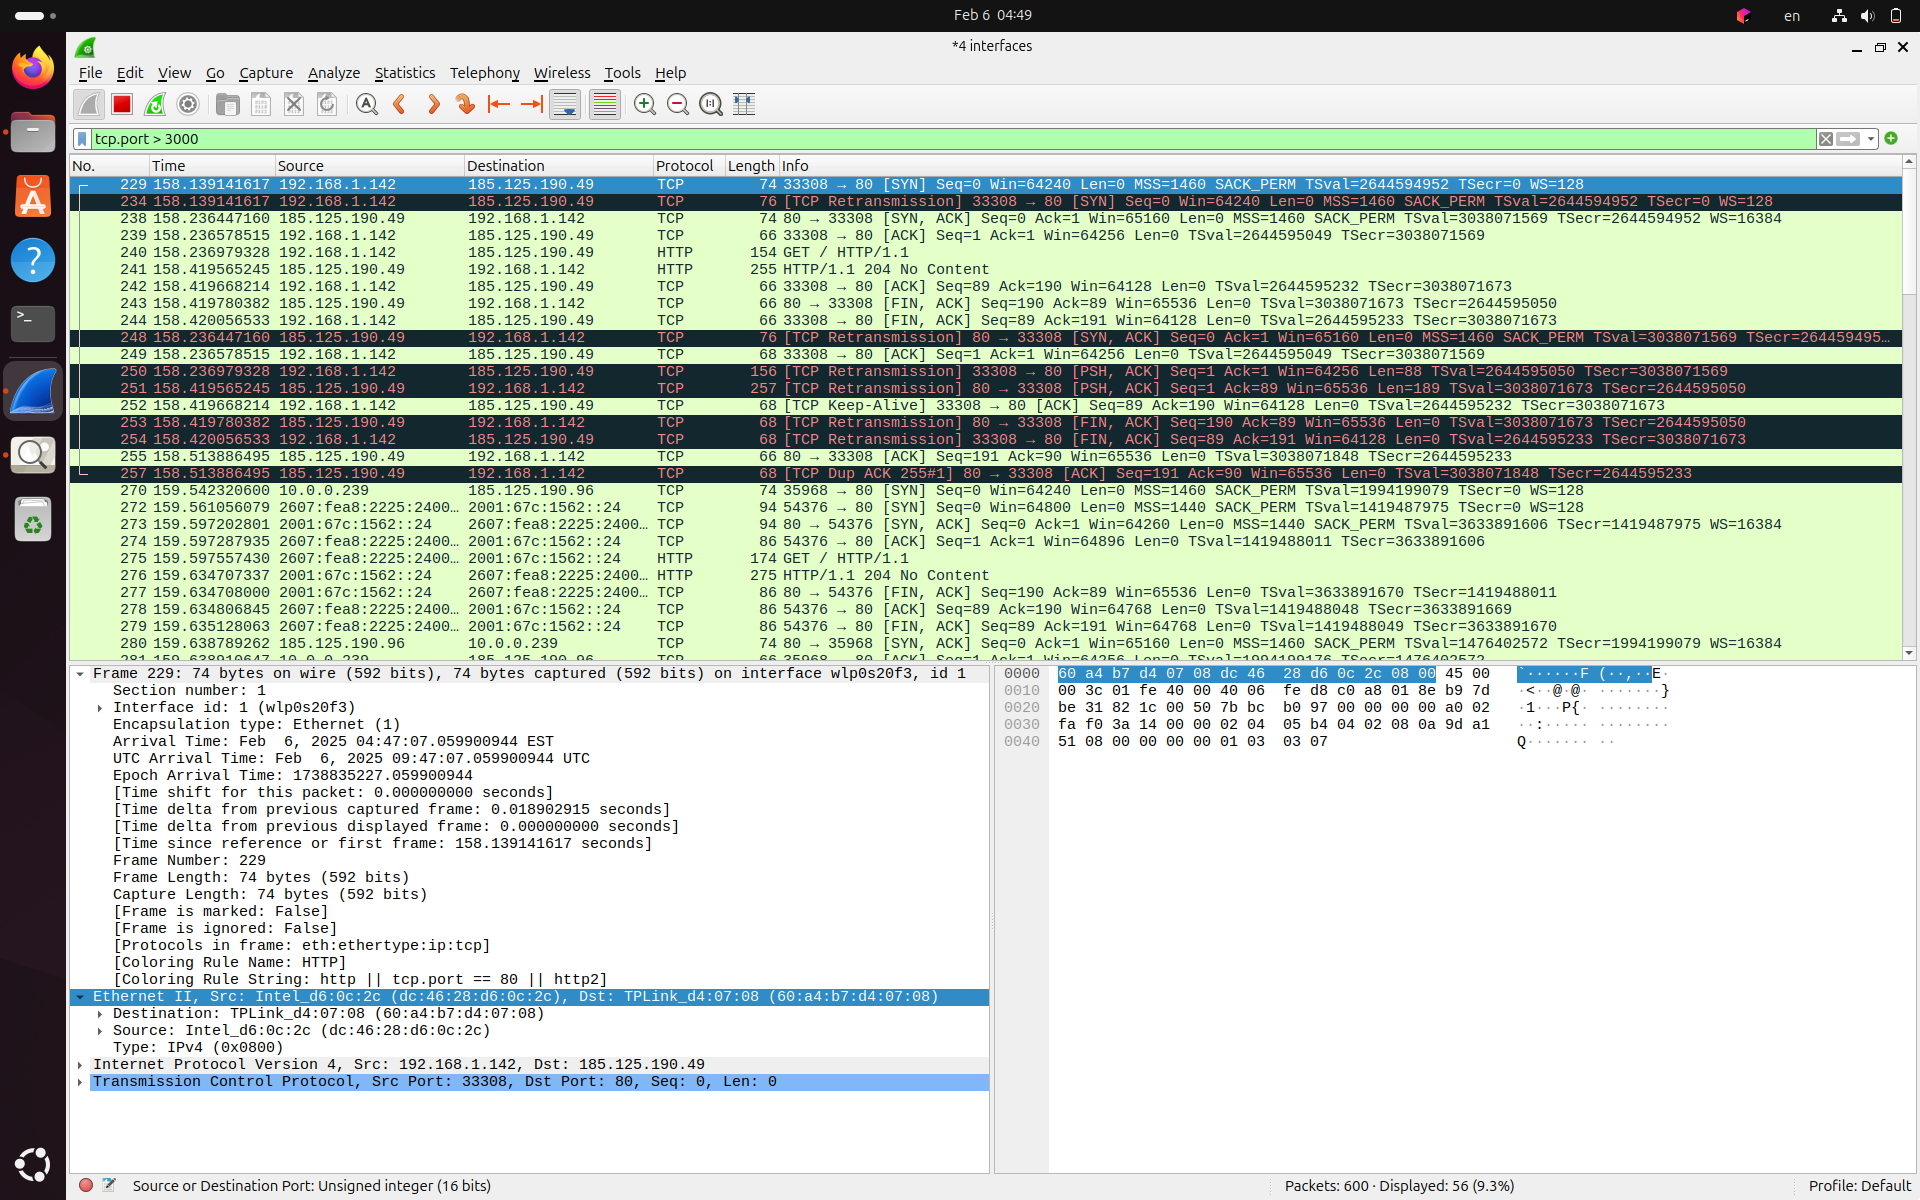 Feb 6 04:49
en
*4 interfaces
File Edit View Go Capture Analyze Statistics Telephony Wireless Tools Help
tcp.port > 3000
No. Time Source Destination Protocol Length Info
229 158.139141617 192.168.1.142 185.125.190.49 TCP 74 33308 → 80 [SYN] Seq=0 Win=64240 Len=0 MSS=1460 SACK_PERM TSval=2644594952 TSecr=0 WS=128
234 158.139141617 192.168.1.142 185.125.190.49 TCP 76 [TCP Retransmission] 33308 → 80 [SYN] Seq=0 Win=64240 Len=0 MSS=1460 SACK_PERM TSval=2644594952 TSecr=0 WS=128
238 158.236447160 185.125.190.49 192.168.1.142 TCP 74 80 → 33308 [SYN, ACK] Seq=0 Ack=1 Win=65160 Len=0 MSS=1460 SACK_PERM TSval=3038071569 TSecr=2644594952 WS=16384
239 158.236578515 192.168.1.142 185.125.190.49 TCP 66 33308 → 80 [ACK] Seq=1 Ack=1 Win=64256 Len=0 TSval=2644595049 TSecr=3038071569
240 158.236979328 192.168.1.142 185.125.190.49 HTTP 154 GET / HTTP/1.1
241 158.419565245 185.125.190.49 192.168.1.142 HTTP 255 HTTP/1.1 204 No Content
242 158.419668214 192.168.1.142 185.125.190.49 TCP 66 33308 → 80 [ACK] Seq=89 Ack=190 Win=64128 Len=0 TSval=2644595232 TSecr=3038071673
243 158.419780382 185.125.190.49 192.168.1.142 TCP 66 80 → 33308 [FIN, ACK] Seq=190 Ack=89 Win=65536 Len=0 TSval=3038071673 TSecr=2644595050
244 158.420056533 192.168.1.142 185.125.190.49 TCP 66 33308 → 80 [FIN, ACK] Seq=89 Ack=191 Win=64128 Len=0 TSval=2644595233 TSecr=3038071673
248 158.236447160 185.125.190.49 192.168.1.142 TCP 76 [TCP Retransmission] 80 → 33308 [SYN, ACK] Seq=0 Ack=1 Win=65160 Len=0 MSS=1460 SACK_PERM TSval=3038071569 TSecr=264459495…
249 158.236578515 192.168.1.142 185.125.190.49 TCP 68 33308 → 80 [ACK] Seq=1 Ack=1 Win=64256 Len=0 TSval=2644595049 TSecr=3038071569
250 158.236979328 192.168.1.142 185.125.190.49 TCP 156 [TCP Retransmission] 33308 → 80 [PSH, ACK] Seq=1 Ack=1 Win=64256 Len=88 TSval=2644595050 TSecr=3038071569
251 158.419565245 185.125.190.49 192.168.1.142 TCP 257 [TCP Retransmission] 80 → 33308 [PSH, ACK] Seq=1 Ack=89 Win=65536 Len=189 TSval=3038071673 TSecr=2644595050
252 158.419668214 192.168.1.142 185.125.190.49 TCP 68 [TCP Keep-Alive] 33308 → 80 [ACK] Seq=89 Ack=190 Win=64128 Len=0 TSval=2644595232 TSecr=3038071673
253 158.419780382 185.125.190.49 192.168.1.142 TCP 68 [TCP Retransmission] 80 → 33308 [FIN, ACK] Seq=190 Ack=89 Win=65536 Len=0 TSval=3038071673 TSecr=2644595050
254 158.420056533 192.168.1.142 185.125.190.49 TCP 68 [TCP Retransmission] 33308 → 80 [FIN, ACK] Seq=89 Ack=191 Win=64128 Len=0 TSval=2644595233 TSecr=3038071673
255 158.513886495 185.125.190.49 192.168.1.142 TCP 66 80 → 33308 [ACK] Seq=191 Ack=90 Win=65536 Len=0 TSval=3038071848 TSecr=2644595233
257 158.513886495 185.125.190.49 192.168.1.142 TCP 68 [TCP Dup ACK 255#1] 80 → 33308 [ACK] Seq=191 Ack=90 Win=65536 Len=0 TSval=3038071848 TSecr=2644595233
270 159.542320600 10.0.0.239 185.125.190.96 TCP 74 35968 → 80 [SYN] Seq=0 Win=64240 Len=0 MSS=1460 SACK_PERM TSval=1994199079 TSecr=0 WS=128
272 159.561056079 2607:fea8:2225:2400… 2001:67c:1562::24 TCP 94 54376 → 80 [SYN] Seq=0 Win=64800 Len=0 MSS=1440 SACK_PERM TSval=1419487975 TSecr=0 WS=128
273 159.597202801 2001:67c:1562::24 2607:fea8:2225:2400… TCP 94 80 → 54376 [SYN, ACK] Seq=0 Ack=1 Win=64260 Len=0 MSS=1440 SACK_PERM TSval=3633891606 TSecr=1419487975 WS=16384
274 159.597287935 2607:fea8:2225:2400… 2001:67c:1562::24 TCP 86 54376 → 80 [ACK] Seq=1 Ack=1 Win=64896 Len=0 TSval=1419488011 TSecr=3633891606
275 159.597557430 2607:fea8:2225:2400… 2001:67c:1562::24 HTTP 174 GET / HTTP/1.1
276 159.634707337 2001:67c:1562::24 2607:fea8:2225:2400… HTTP 275 HTTP/1.1 204 No Content
277 159.634708000 2001:67c:1562::24 2607:fea8:2225:2400… TCP 86 80 → 54376 [FIN, ACK] Seq=190 Ack=89 Win=65536 Len=0 TSval=3633891670 TSecr=1419488011
278 159.634806845 2607:fea8:2225:2400… 2001:67c:1562::24 TCP 86 54376 → 80 [ACK] Seq=89 Ack=190 Win=64768 Len=0 TSval=1419488048 TSecr=3633891669
279 159.635128063 2607:fea8:2225:2400… 2001:67c:1562::24 TCP 86 54376 → 80 [FIN, ACK] Seq=89 Ack=191 Win=64768 Len=0 TSval=1419488049 TSecr=3633891670
280 159.638789262 185.125.190.96 10.0.0.239 TCP 74 80 → 35968 [SYN, ACK] Seq=0 Ack=1 Win=65160 Len=0 MSS=1460 SACK_PERM TSval=1476402572 TSecr=1994199079 WS=16384
281 159.638910647 10.0.0.239 185.125.190.96 TCP 66 35968 → 80 [ACK] Seq=1 Ack=1 Win=64256 Len=0 TSval=1994199176 TSecr=1476402572
Frame 229: 74 bytes on wire (592 bits), 74 bytes captured (592 bits) on interface wlp0s20f3, id 1
Section number: 1
Interface id: 1 (wlp0s20f3)
Encapsulation type: Ethernet (1)
Arrival Time: Feb  6, 2025 04:47:07.059900944 EST
UTC Arrival Time: Feb  6, 2025 09:47:07.059900944 UTC
Epoch Arrival Time: 1738835227.059900944
[Time shift for this packet: 0.000000000 seconds]
[Time delta from previous captured frame: 0.018902915 seconds]
[Time delta from previous displayed frame: 0.000000000 seconds]
[Time since reference or first frame: 158.139141617 seconds]
Frame Number: 229
Frame Length: 74 bytes (592 bits)
Capture Length: 74 bytes (592 bits)
[Frame is marked: False]
[Frame is ignored: False]
[Protocols in frame: eth:ethertype:ip:tcp]
[Coloring Rule Name: HTTP]
[Coloring Rule String: http || tcp.port == 80 || http2]
Ethernet II, Src: Intel_d6:0c:2c (dc:46:28:d6:0c:2c), Dst: TPLink_d4:07:08 (60:a4:b7:d4:07:08)
Destination: TPLink_d4:07:08 (60:a4:b7:d4:07:08)
Source: Intel_d6:0c:2c (dc:46:28:d6:0c:2c)
Type: IPv4 (0x0800)
Internet Protocol Version 4, Src: 192.168.1.142, Dst: 185.125.190.49
Transmission Control Protocol, Src Port: 33308, Dst Port: 80, Seq: 0, Len: 0
0000 60 a4 b7 d4 07 08 dc 46 28 d6 0c 2c 08 00 45 00 `······F (··,··E·
0010 00 3c 01 fe 40 00 40 06 fe d8 c0 a8 01 8e b9 7d ·<··@·@· ·······}
0020 be 31 82 1c 00 50 7b bc b0 97 00 00 00 00 a0 02 ·1···P{· ········
0030 fa f0 3a 14 00 00 02 04 05 b4 04 02 08 0a 9d a1 ··:····· ········
0040 51 08 00 00 00 00 01 03 03 07 Q······· ··
Source or Destination Port: Unsigned integer (16 bits)
Packets: 600 · Displayed: 56 (9.3%)
Profile: Default